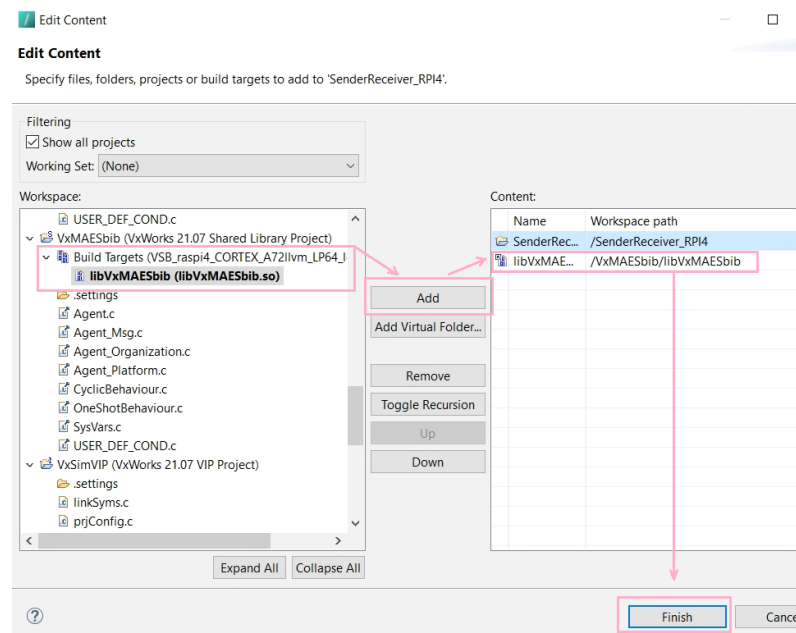 Edit Content
Edit Content
Specify files, folders, projects or build targets to add to 'SenderReceiver_RPI4'.
Filtering
Show all projects
Working Set: (None)
Workspace:
USER_DEF_COND.c
VxMAESbib (VxWorks 21.07 Shared Library Project)
Build Targets (VSB_raspi4_CORTEX_A72llvm_LP64_l
libVxMAESbib (libVxMAESbib.so)
.settings
Agent.c
Agent_Msg.c
Agent_Organization.c
Agent_Platform.c
CyclicBehaviour.c
OneShotBehaviour.c
SysVars.c
USER_DEF_COND.c
VxSimVIP (VxWorks 21.07 VIP Project)
.settings
linkSyms.c
prjConfig.c
Expand All Collapse All
Add
Add Virtual Folder...
Remove
Toggle Recursion
Up
Down
Content:
Name Workspace path
SenderRec... /SenderReceiver_RPI4
libVxMAE... /VxMAESbib/libVxMAESbib
? Finish Cance